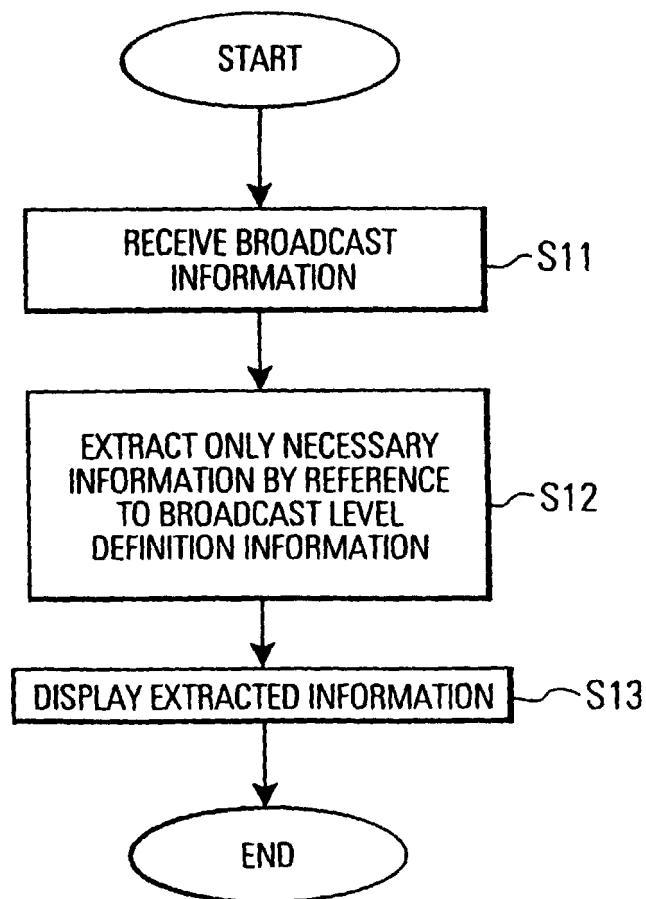 START
RECEIVE BROADCAST
INFORMATION
S11
EXTRACT ONLY NECESSARY
INFORMATION BY REFERENCE
TO BROADCAST LEVEL
DEFINITION INFORMATION
S12
DISPLAY EXTRACTED INFORMATION
S13
END